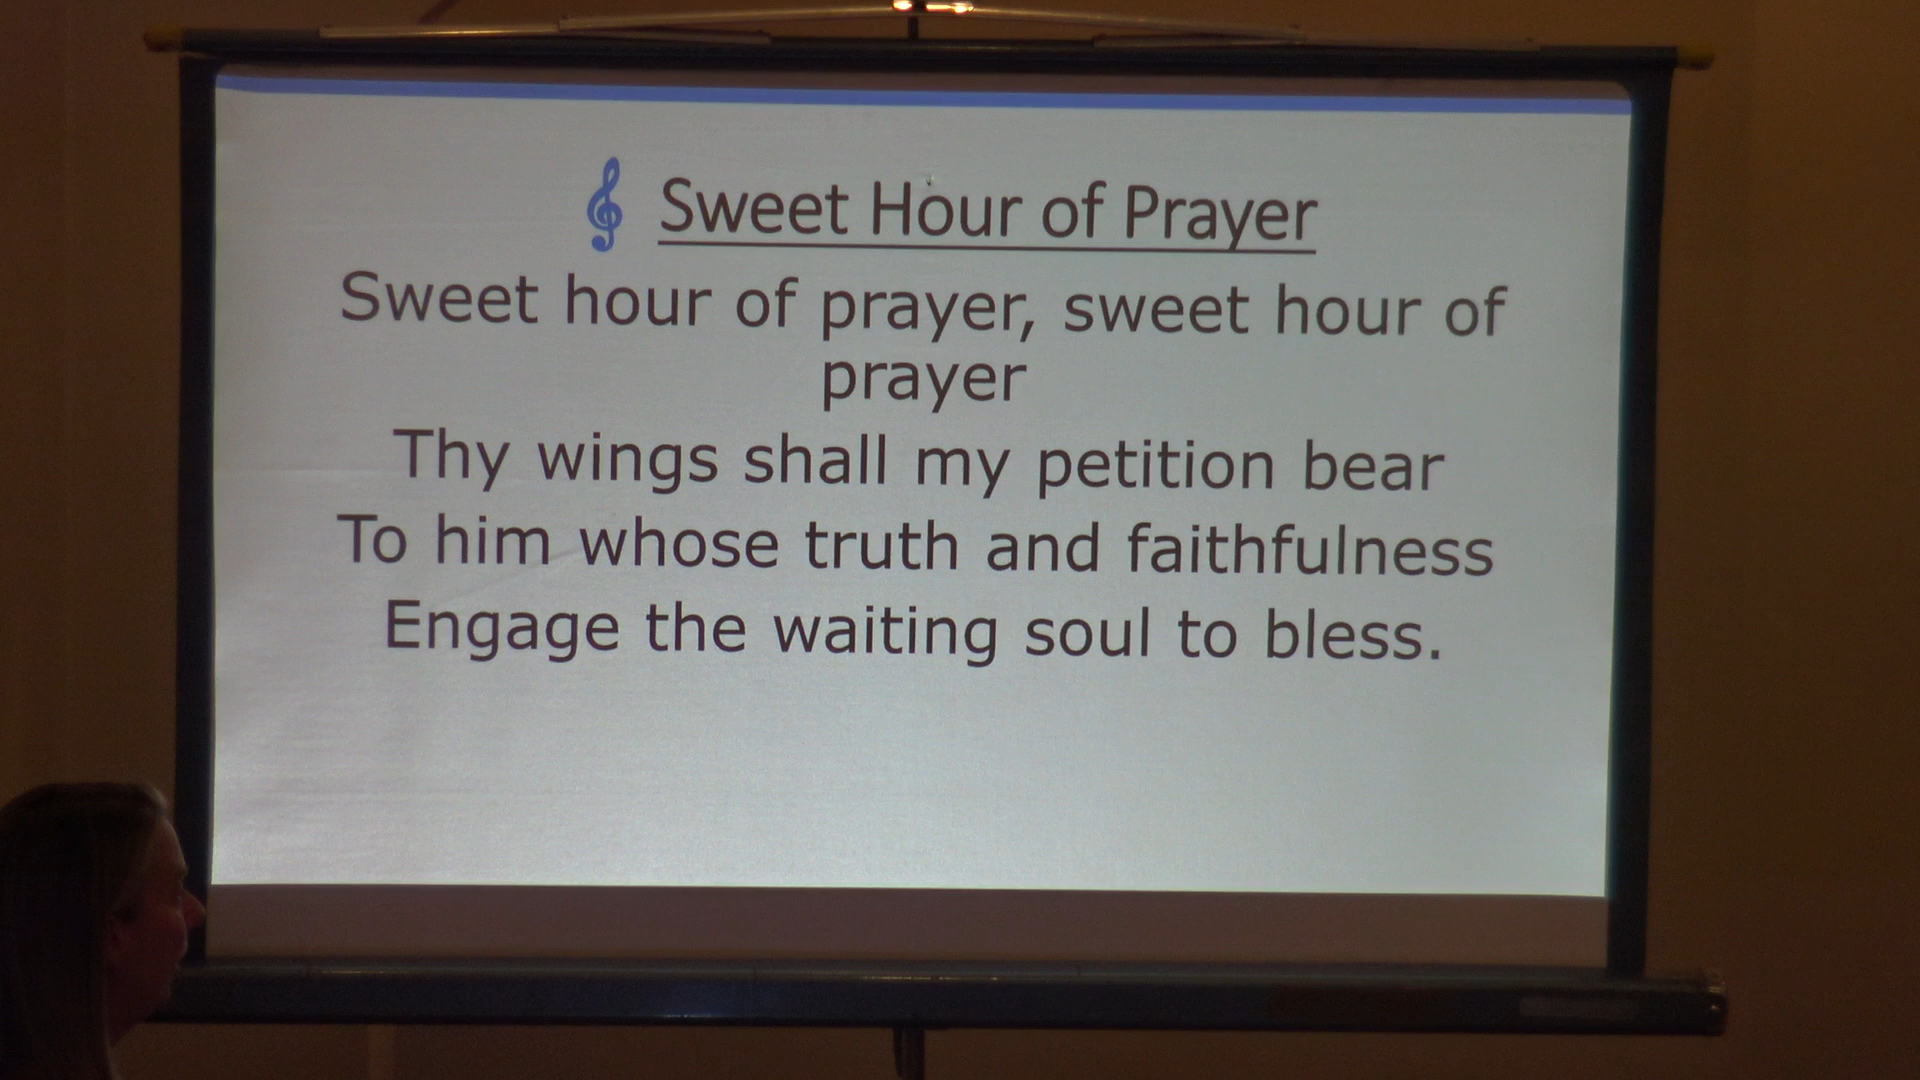 Sweet Hour of Prayer
Sweet hour of prayer, sweet hour of
prayer
Thy wings shall my petition bear
To him whose truth and faithfulness
Engage the waiting soul to bless.